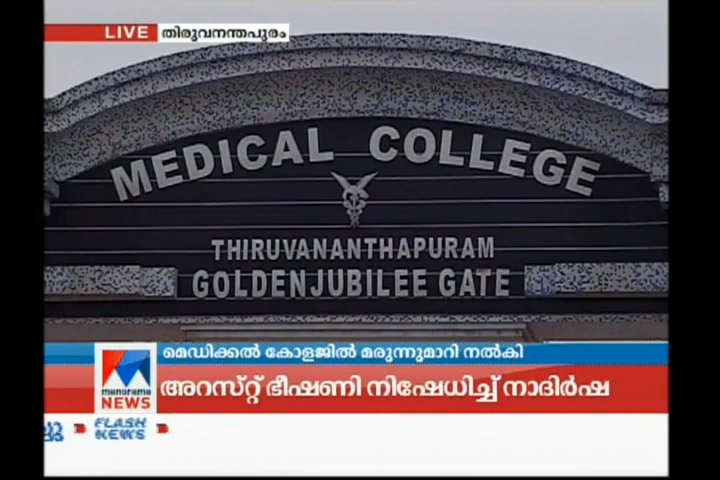 LIVE തിരുവനന്തപുരം
MEDICAL COLLEGE
THIRUVANANTHAPURAM
GOLDENJUBILEE GATE
മെഡിക്കൽ കോളജിൽ മരുന്നുമാറി നൽകി
manorama
NEWS
അറസ്റ്റ് ഭീഷണി നിഷേധിച്ച് നാദിർഷ
FLASH
NEWS